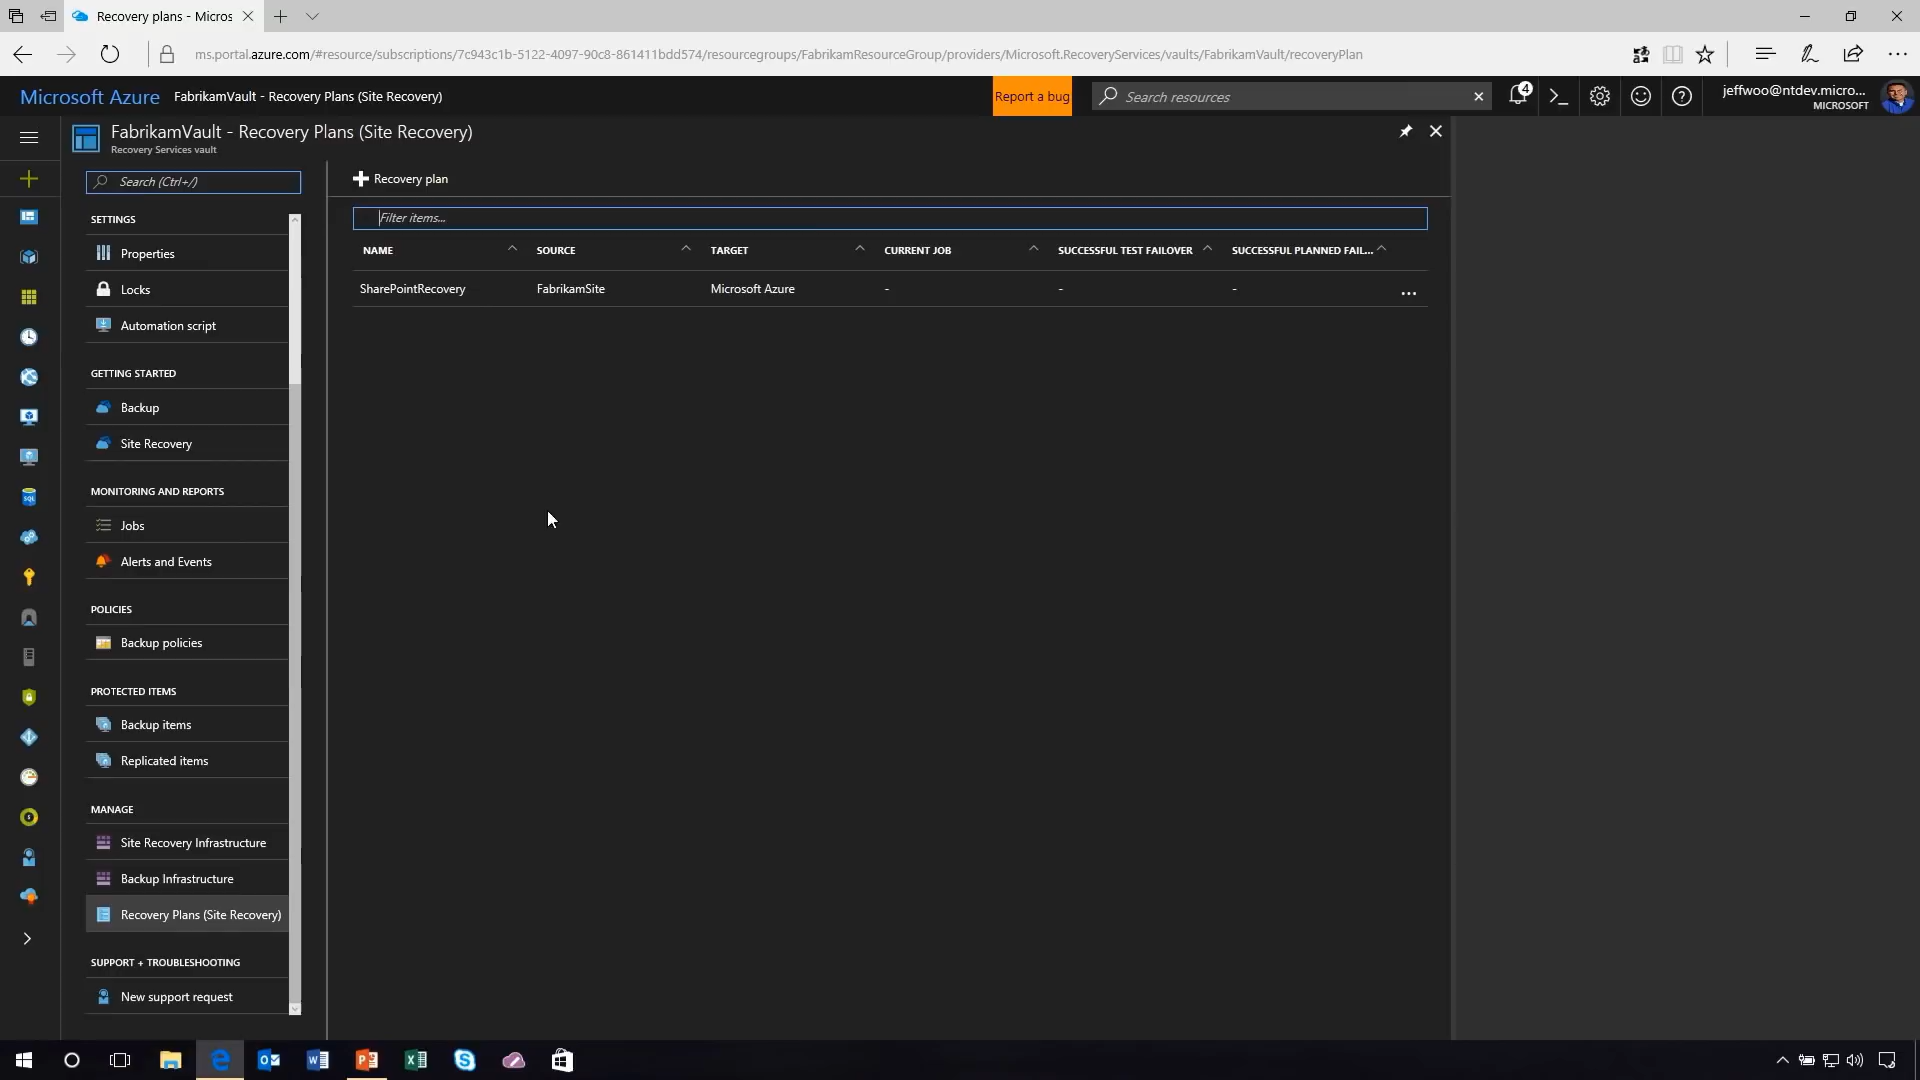 Recovery plans - Micros
ms.portal.azure.com/#resource/subscriptions/7c943c1b-5122-4097-90c8-861411bdd574/resourcegroups/FabrikamResourceGroup/providers/Microsoft.RecoveryServices/vaults/FabrikamVault/recoveryPlan
Microsoft Azure FabrikamVault - Recovery Plans (Site Recovery)
Report a bug
Search resources
4
jeffwoo@ntdev.micro...
MICROSOFT
FabrikamVault - Recovery Plans (Site Recovery)
Recovery Services vault
Search (Ctrl+/)
SETTINGS
Properties
Locks
Automation script
GETTING STARTED
Backup
Site Recovery
MONITORING AND REPORTS
Jobs
Alerts and Events
POLICIES
Backup policies
PROTECTED ITEMS
Backup items
Replicated items
MANAGE
Site Recovery Infrastructure
Backup Infrastructure
Recovery Plans (Site Recovery)
SUPPORT + TROUBLESHOOTING
New support request
Recovery plan
Filter items...
NAME SOURCE TARGET CURRENT JOB SUCCESSFUL TEST FAILOVER SUCCESSFUL PLANNED FAIL...
SharePointRecovery FabrikamSite Microsoft Azure - - - ...